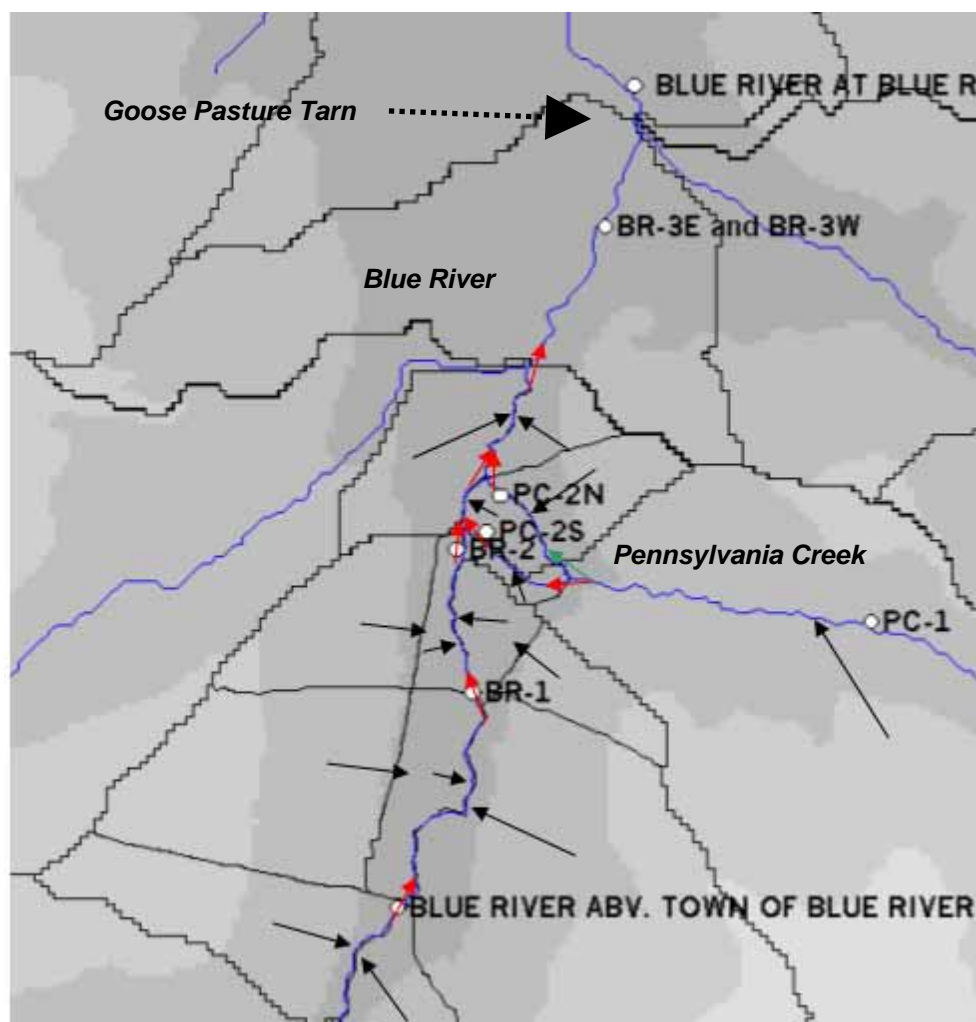 BLUE RIVER AT BLUE R
Goose Pasture Tarn
BR-3E and BR-3W
Blue River
PC-2N
PC-2S
BR-2
Pennsylvania Creek
PC-1
BR-1
BLUE RIVER ABV. TOWN OF BLUE RIVER